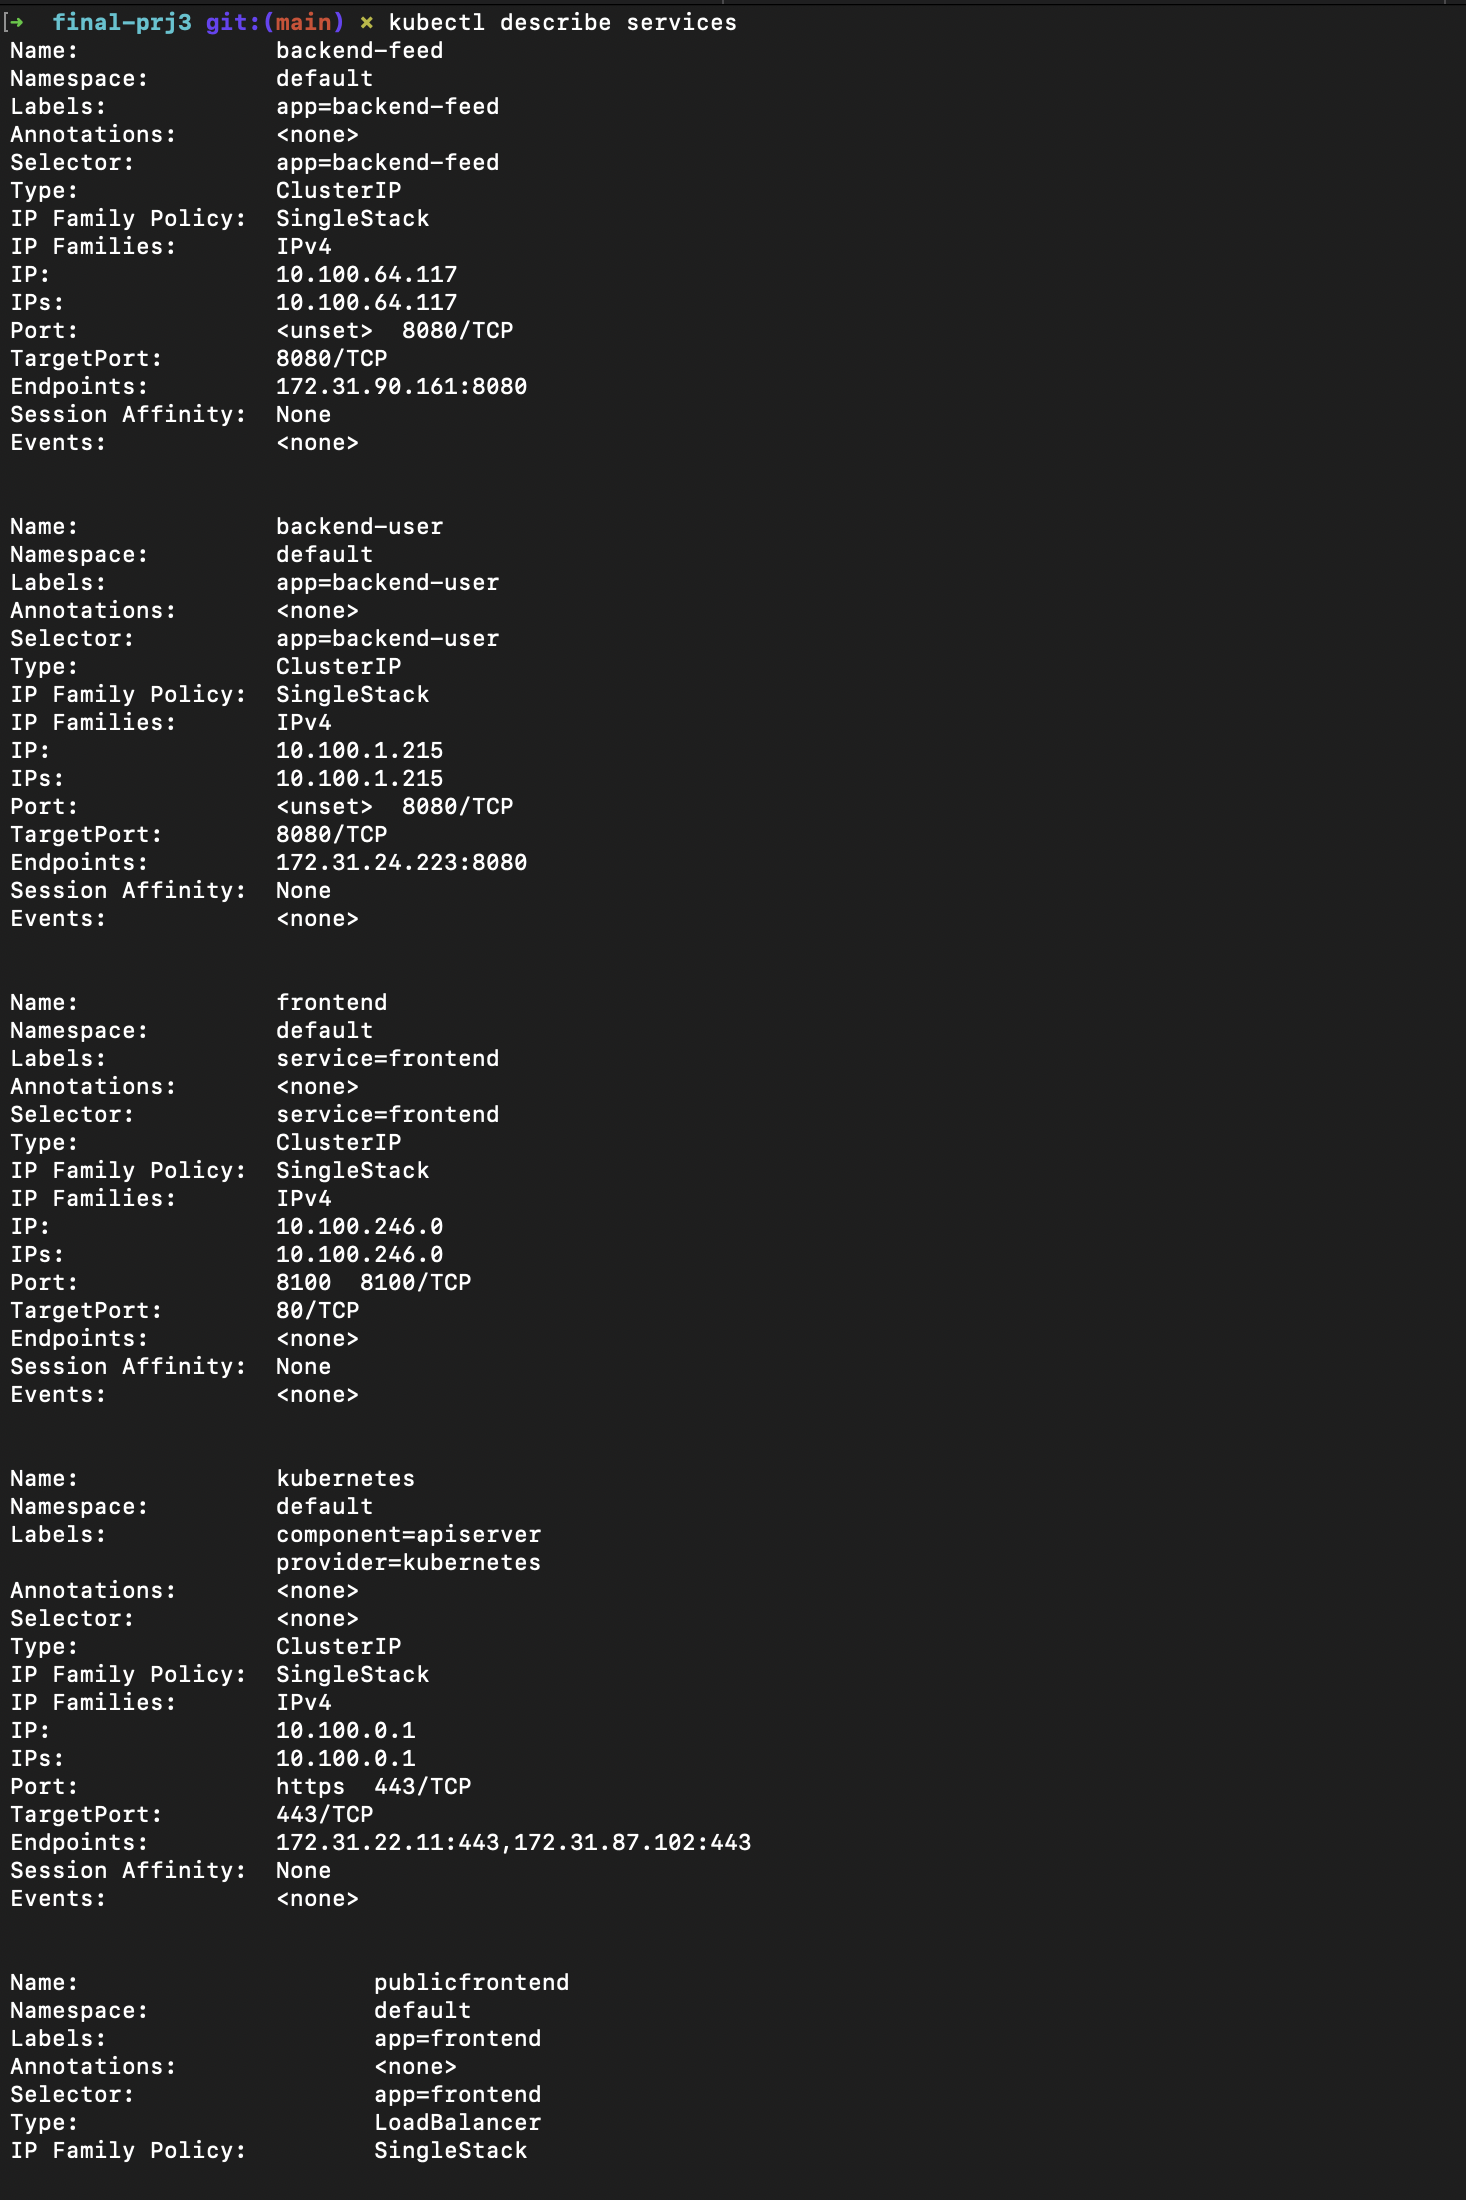 [➜  final-prj3 git:(main) ✗ kubectl describe services
Name:              backend-feed
Namespace:         default
Labels:            app=backend-feed
Annotations:       <none>
Selector:          app=backend-feed
Type:              ClusterIP
IP Family Policy:  SingleStack
IP Families:       IPv4
IP:                10.100.64.117
IPs:               10.100.64.117
Port:              <unset>  8080/TCP
TargetPort:        8080/TCP
Endpoints:         172.31.90.161:8080
Session Affinity:  None
Events:            <none>


Name:              backend-user
Namespace:         default
Labels:            app=backend-user
Annotations:       <none>
Selector:          app=backend-user
Type:              ClusterIP
IP Family Policy:  SingleStack
IP Families:       IPv4
IP:                10.100.1.215
IPs:               10.100.1.215
Port:              <unset>  8080/TCP
TargetPort:        8080/TCP
Endpoints:         172.31.24.223:8080
Session Affinity:  None
Events:            <none>


Name:              frontend
Namespace:         default
Labels:            service=frontend
Annotations:       <none>
Selector:          service=frontend
Type:              ClusterIP
IP Family Policy:  SingleStack
IP Families:       IPv4
IP:                10.100.246.0
IPs:               10.100.246.0
Port:              8100  8100/TCP
TargetPort:        80/TCP
Endpoints:         <none>
Session Affinity:  None
Events:            <none>


Name:              kubernetes
Namespace:         default
Labels:            component=apiserver
                   provider=kubernetes
Annotations:       <none>
Selector:          <none>
Type:              ClusterIP
IP Family Policy:  SingleStack
IP Families:       IPv4
IP:                10.100.0.1
IPs:               10.100.0.1
Port:              https  443/TCP
TargetPort:        443/TCP
Endpoints:         172.31.22.11:443,172.31.87.102:443
Session Affinity:  None
Events:            <none>


Name:                     publicfrontend
Namespace:                default
Labels:                   app=frontend
Annotations:              <none>
Selector:                 app=frontend
Type:                     LoadBalancer
IP Family Policy:         SingleStack